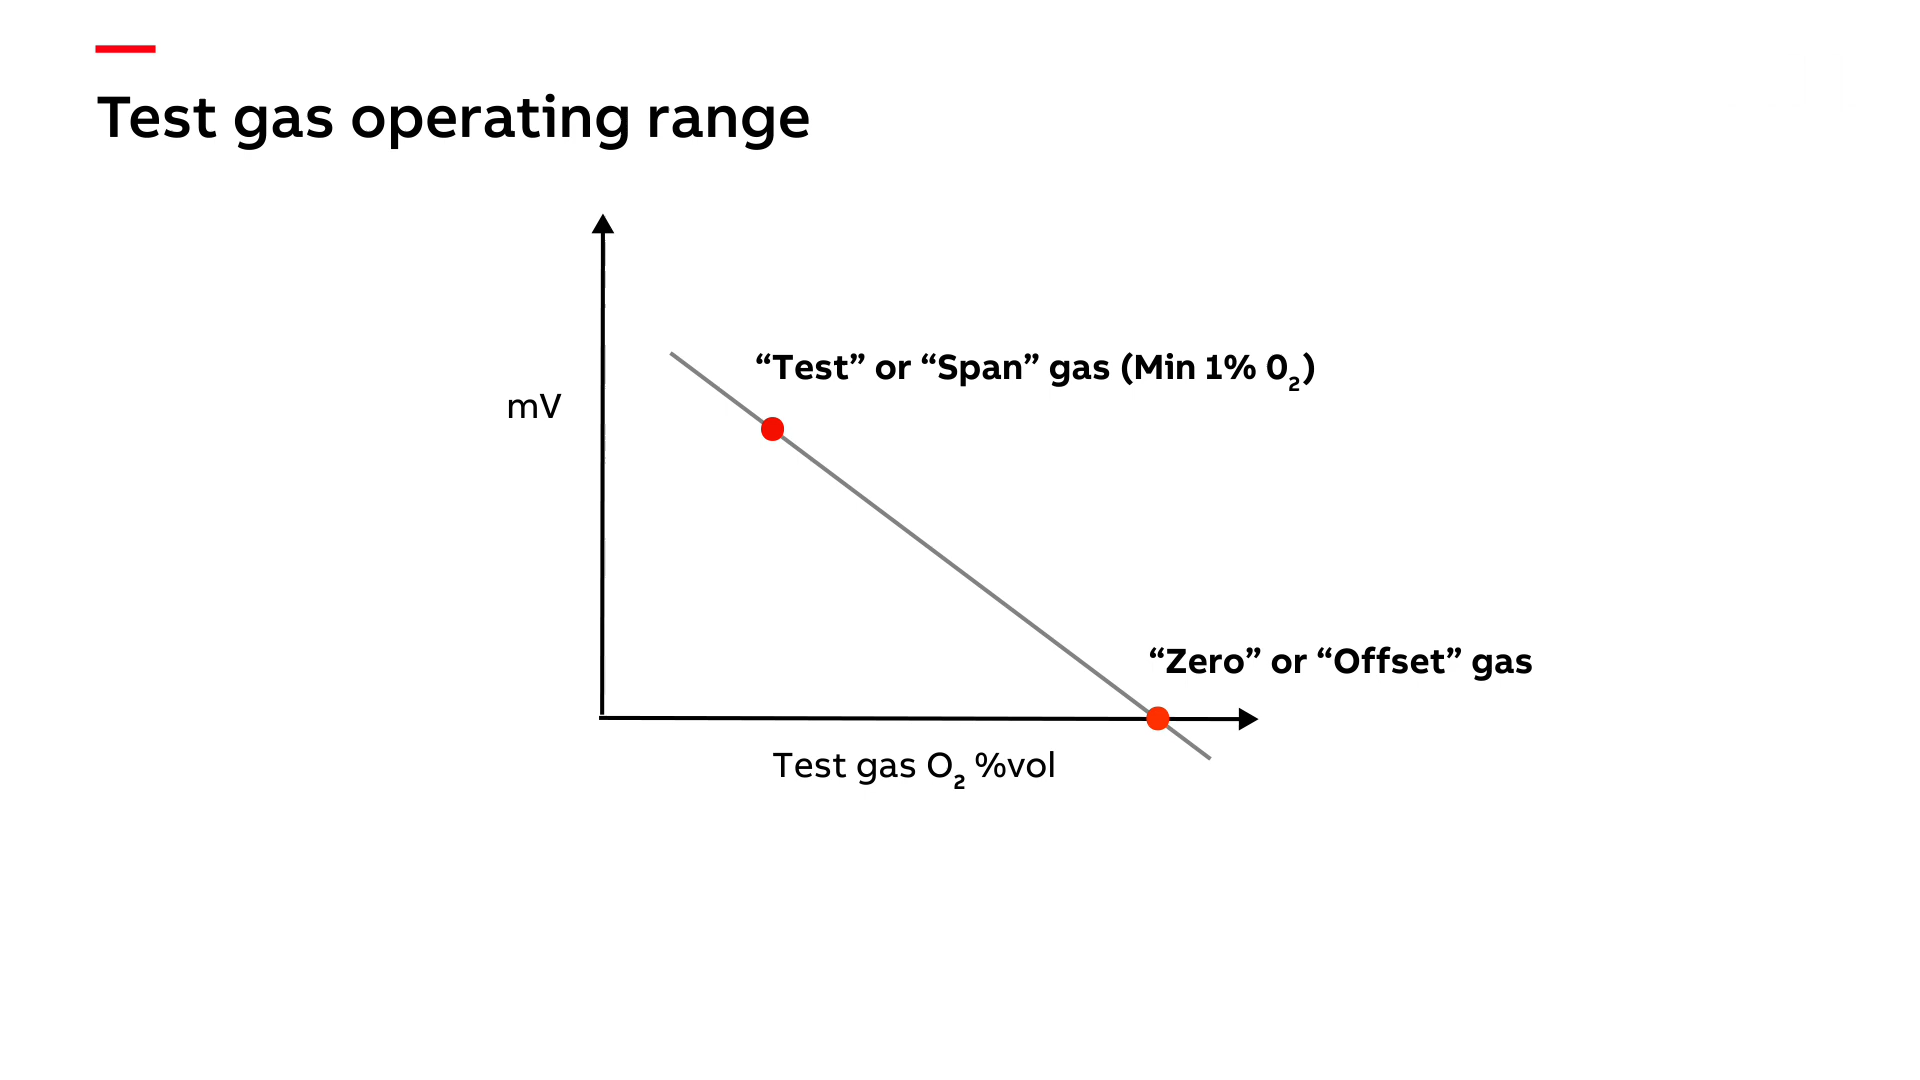 Test gas operating range
“Test” or “Span” gas (Min 1% 0₂)
mV
“Zero” or “Offset” gas
Test gas O₂ %vol